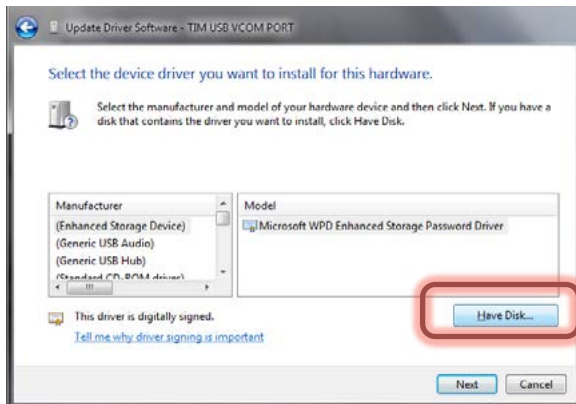 Update Driver Software - TIM USB VCOM PORT
Select the device driver you want to install for this hardware.
Select the manufacturer and model of your hardware device and then click Next. If you have a
disk that contains the driver you want to install, click Have Disk.
Manufacturer
Model
(Enhanced Storage Device)
Microsoft WPD Enhanced Storage Password Driver
(Generic USB Audio)
(Generic USB Hub)
(Standard CD-ROM drives)
Have Disk...
This driver is digitally signed.
Tell me why driver signing is important
Next
Cancel